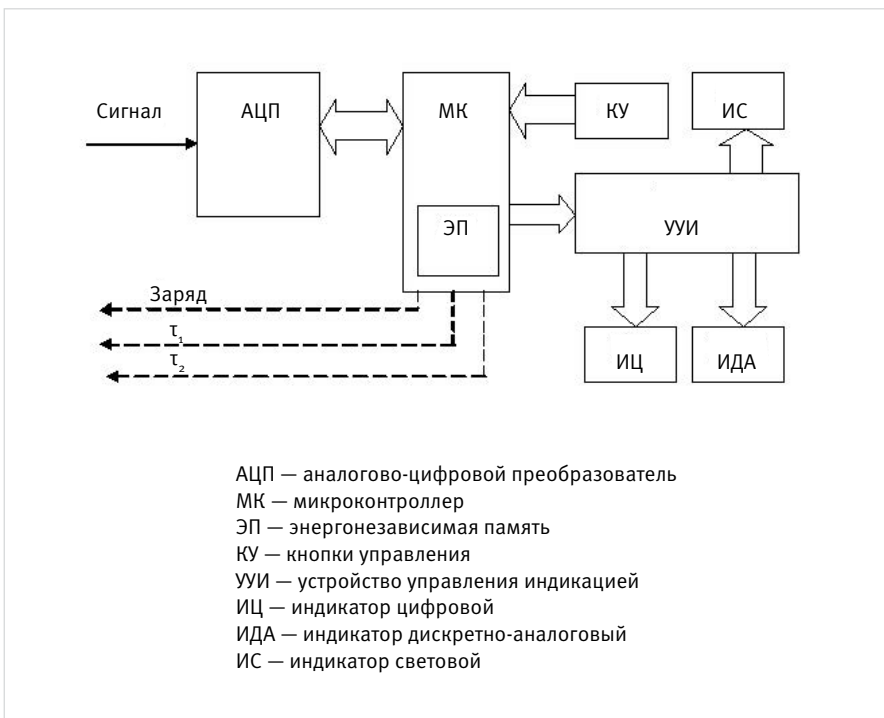 Сигнал
АЦП
МК
КУ
ИС
ЭП
УУИ
Заряд
τ₁
τ₂
ИЦ
ИДА
АЦП — аналогово-цифровой преобразователь
МК — микроконтроллер
ЭП — энергонезависимая память
КУ — кнопки управления
УУИ — устройство управления индикацией
ИЦ — индикатор цифровой
ИДА — индикатор дискретно-аналоговый
ИС — индикатор световой